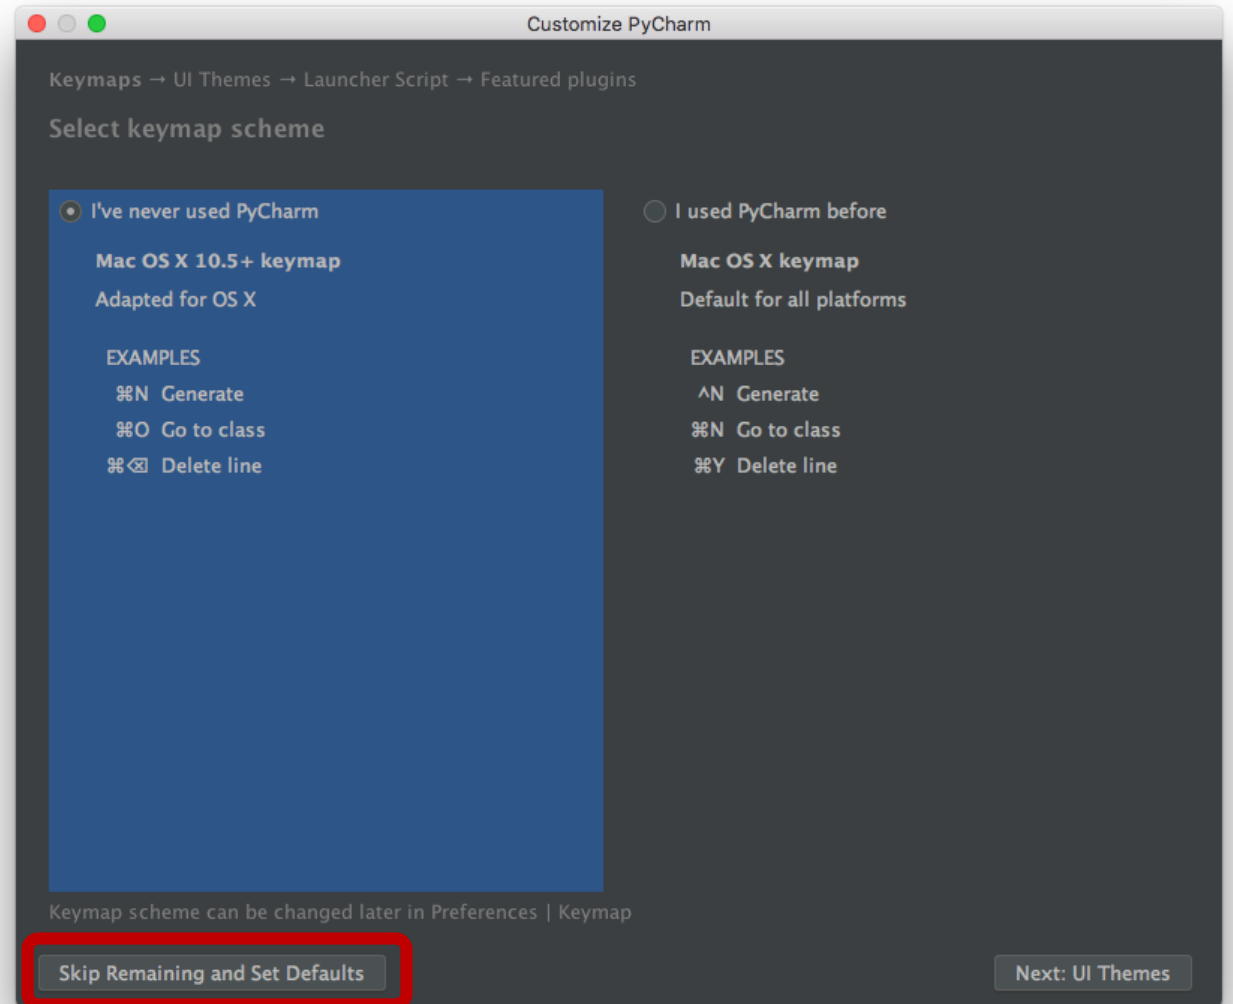 Customize PyCharm
Keymaps → UI Themes → Launcher Script → Featured plugins
Select keymap scheme
I've never used PyCharm
Mac OS X 10.5+ keymap
Adapted for OS X
EXAMPLES
⌘N Generate
⌘O Go to class
⌘⌫ Delete line
I used PyCharm before
Mac OS X keymap
Default for all platforms
EXAMPLES
^N Generate
⌘N Go to class
⌘Y Delete line
Keymap scheme can be changed later in Preferences | Keymap
Skip Remaining and Set Defaults
Next: UI Themes